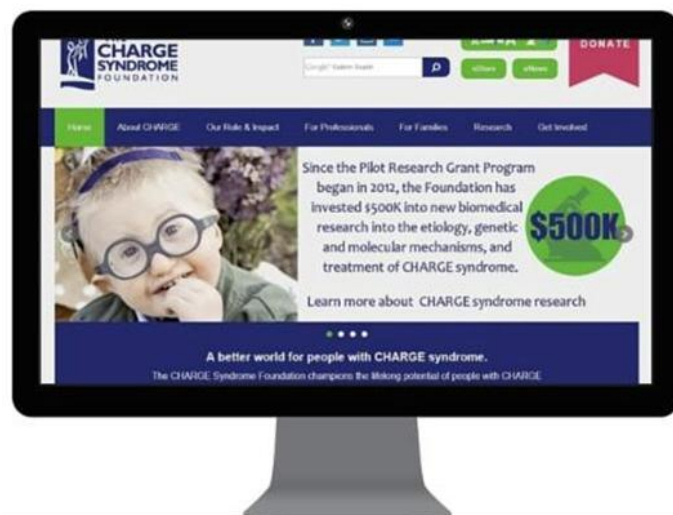 CHARGE
SYNDROME
FOUNDATION
Google
DONATE
eStore eNews
Home About CHARGE Our Role & Impact For Professionals For Families Research Get Involved
Since the Pilot Research Grant Program
began in 2012, the Foundation has
invested $500K into new biomedical
research into the etiology, genetic
and molecular mechanisms, and
treatment of CHARGE syndrome.
$500K
Learn more about CHARGE syndrome research
A better world for people with CHARGE syndrome.
The CHARGE Syndrome Foundation champions the lifelong potential of people with CHARGE